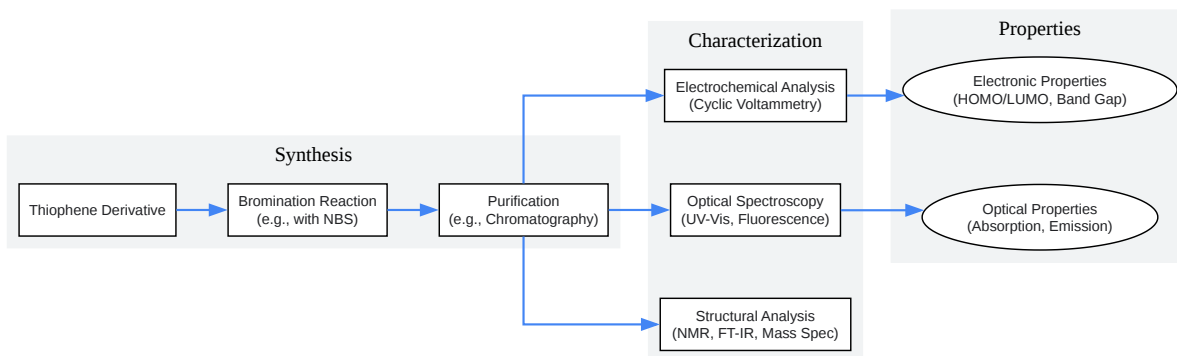 Synthesis
Thiophene Derivative
Bromination Reaction
(e.g., with NBS)
Purification
(e.g., Chromatography)
Characterization
Electrochemical Analysis
(Cyclic Voltammetry)
Optical Spectroscopy
(UV-Vis, Fluorescence)
Structural Analysis
(NMR, FT-IR, Mass Spec)
Properties
Electronic Properties
(HOMO/LUMO, Band Gap)
Optical Properties
(Absorption, Emission)